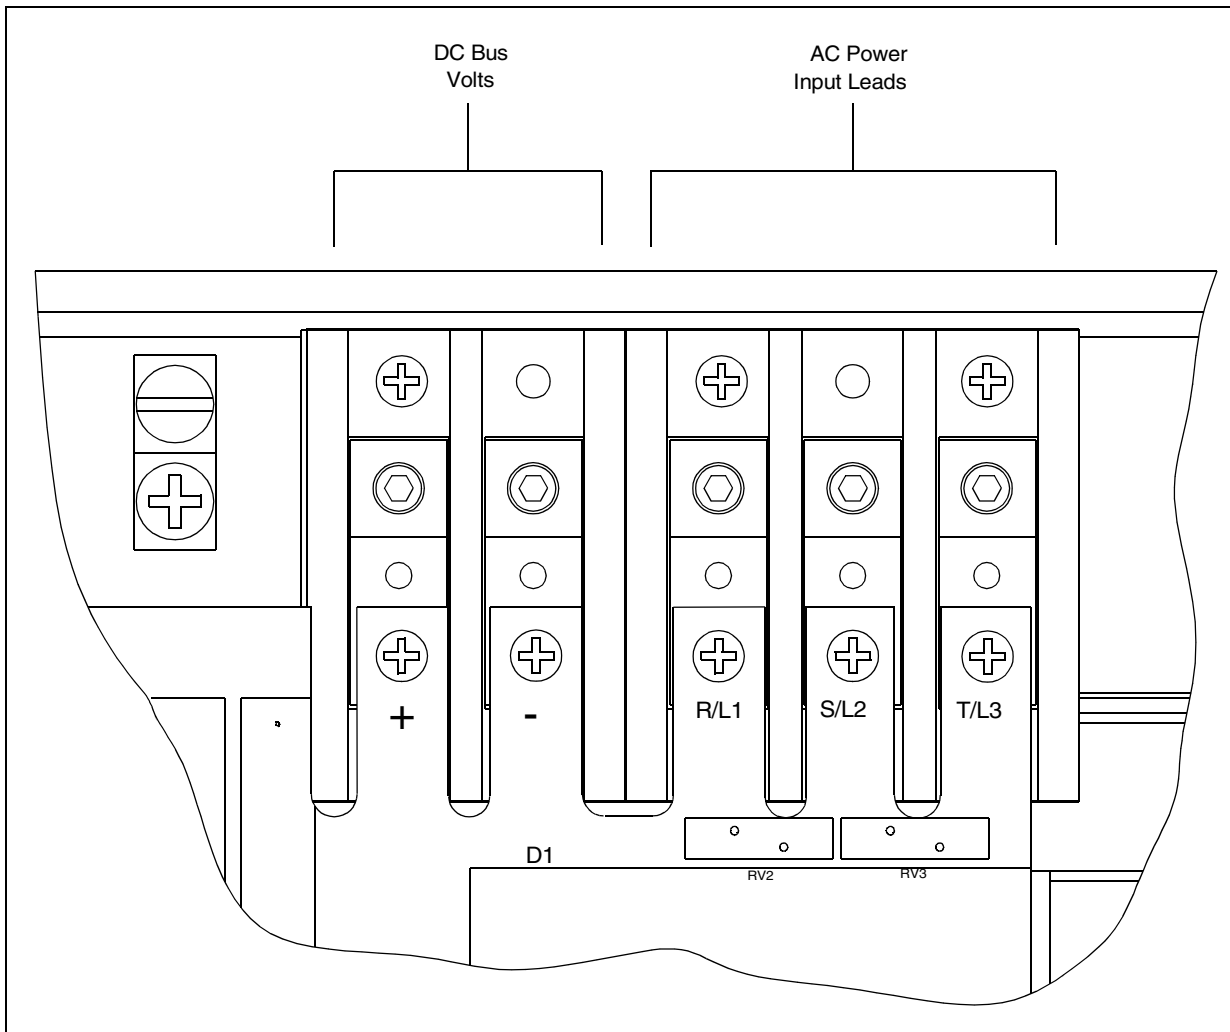 DC Bus
Volts
AC Power
Input Leads
+
-
R/L1
S/L2
T/L3
D1
RV2
RV3